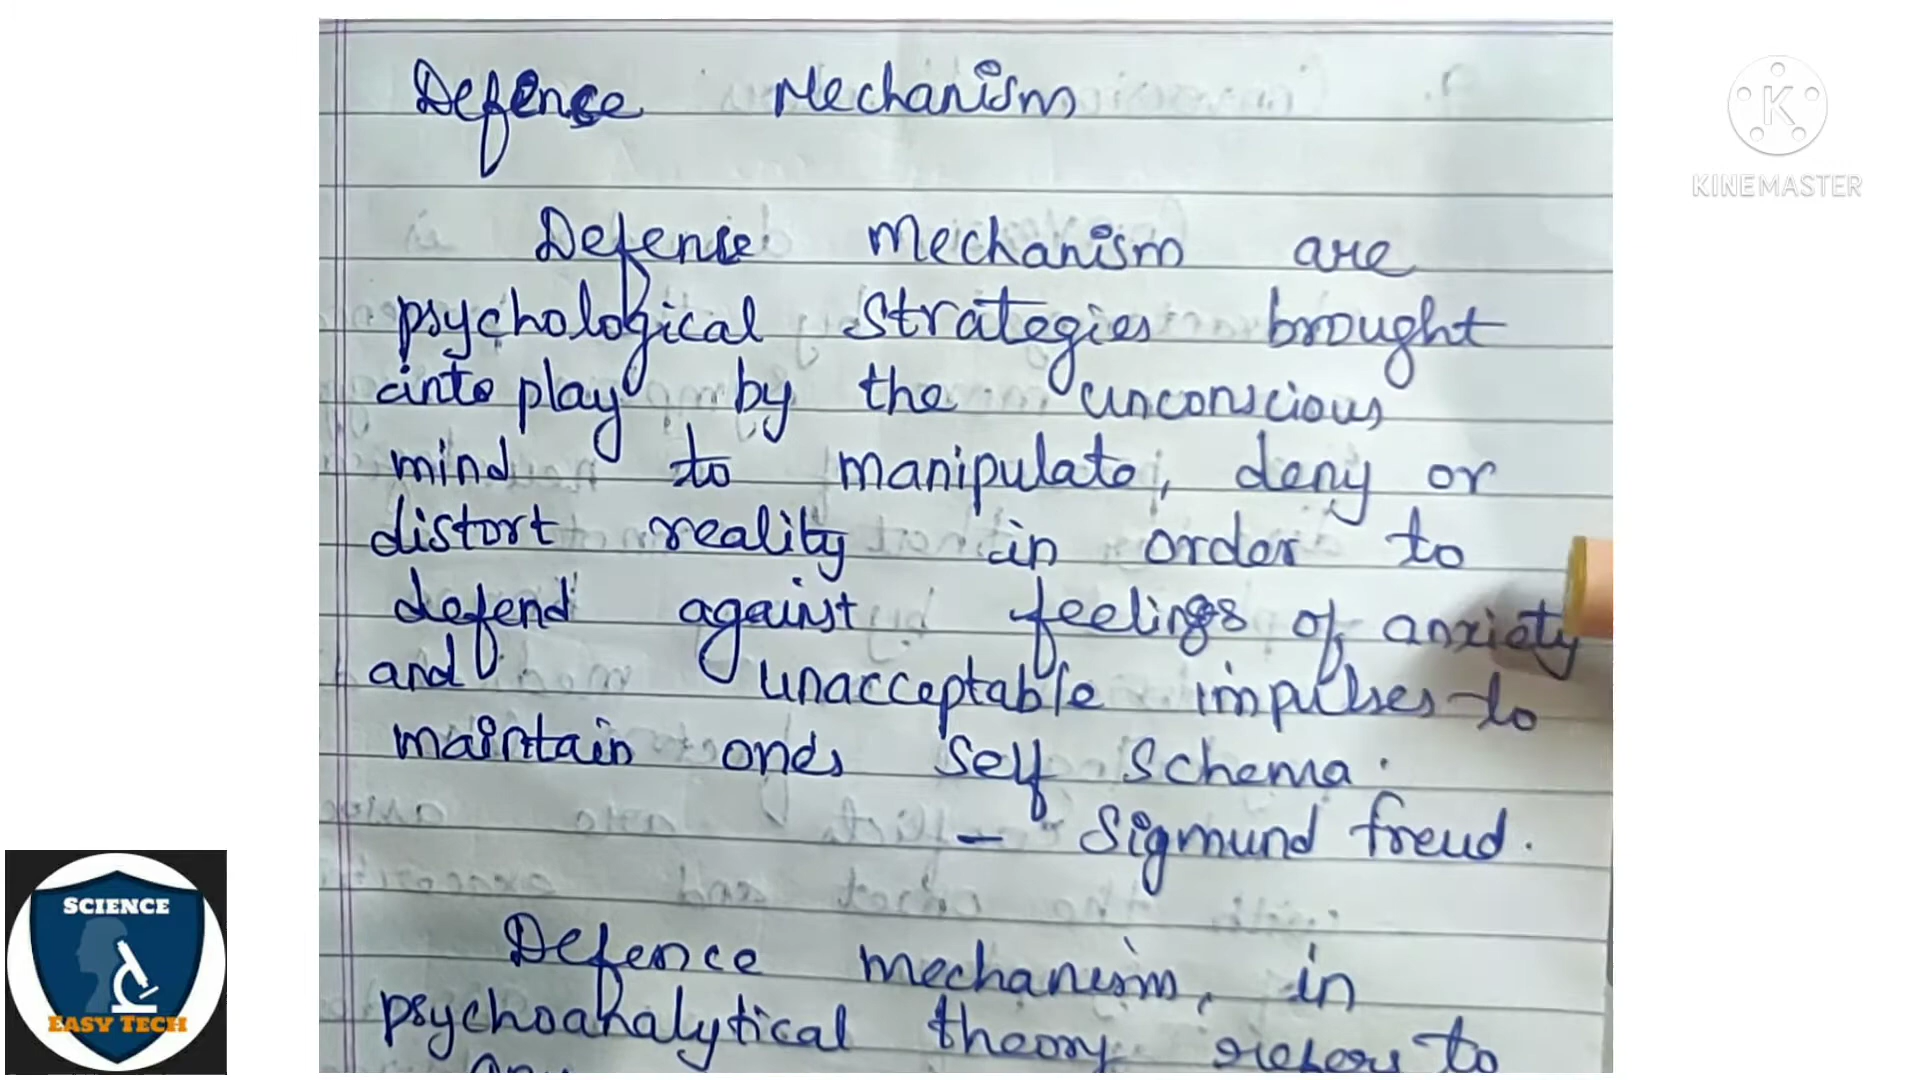 Defense Mechanism
Defense Mechanism are
psychological strategies brought
into play by the unconscious
mind to manipulate, deny or
distort reality in order to
defend against feelings of anxiety
and unacceptable impulses to
maintain ones self schema.
- Sigmund freud.
Defence mechanism, in
psychoanalytical theory refers to
any
K
KINEMASTER
SCIENCE
EASY TECH